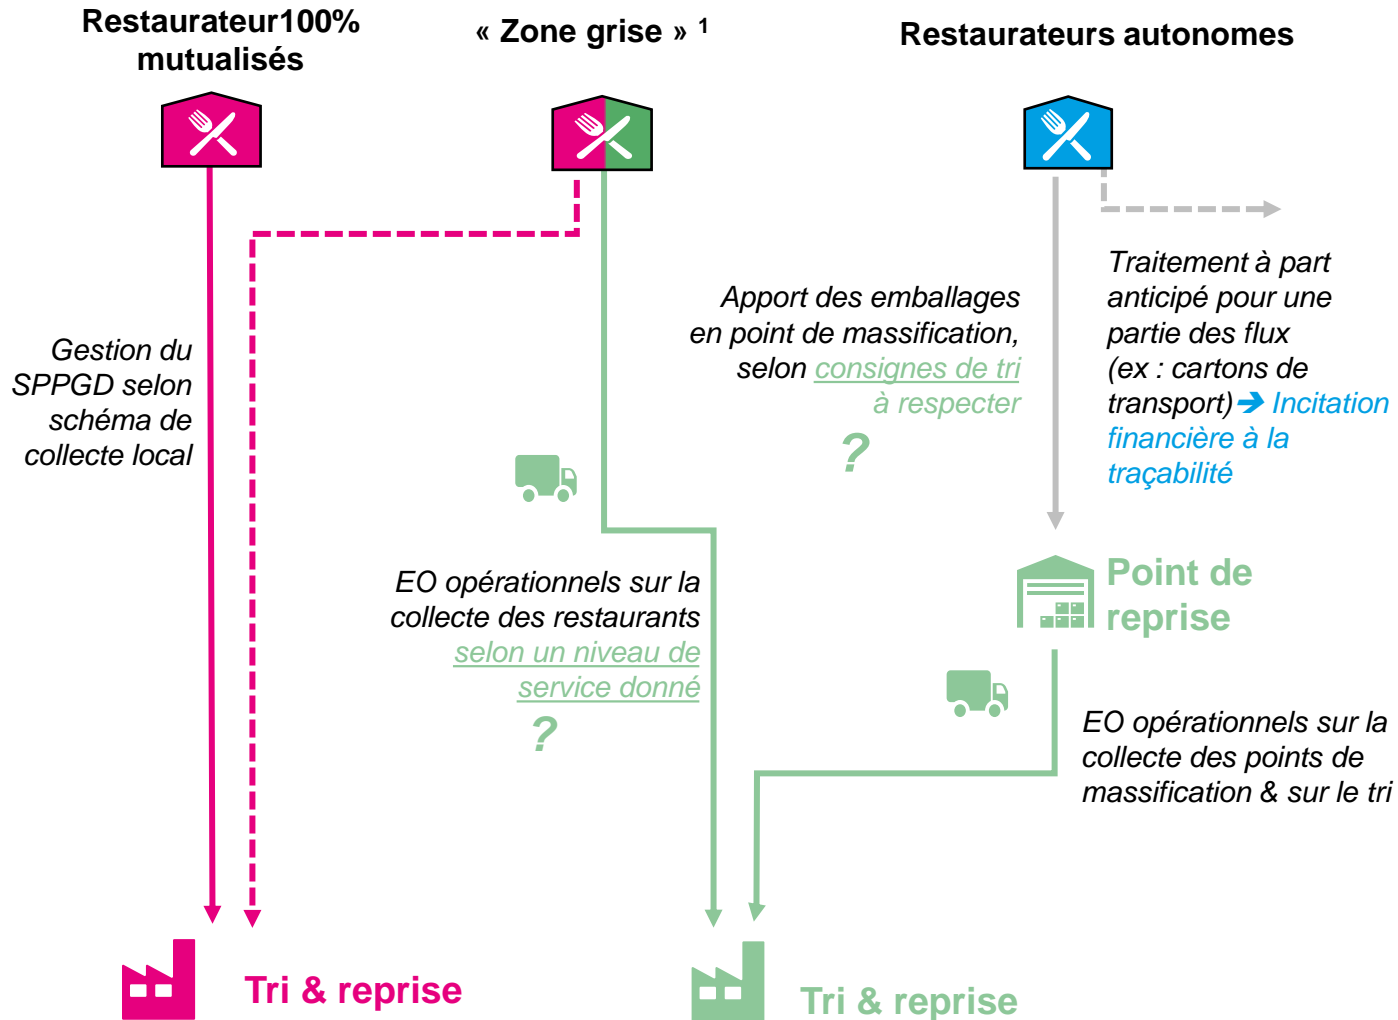 Restaurateur100%
mutualisés
« Zone grise » ¹
Restaurateurs autonomes
Gestion du
SPPGD selon
schéma de
collecte local
Apport des emballages
en point de massification,
selon consignes de tri
à respecter
?
Traitement à part
anticipé pour une
partie des flux
(ex : cartons de
transport)➔ Incitation
financière à la
traçabilité
EO opérationnels sur la
collecte des restaurants
selon un niveau de
service donné
?
Point de
reprise
EO opérationnels sur la
collecte des points de
massification & sur le tri
Tri & reprise
Tri & reprise